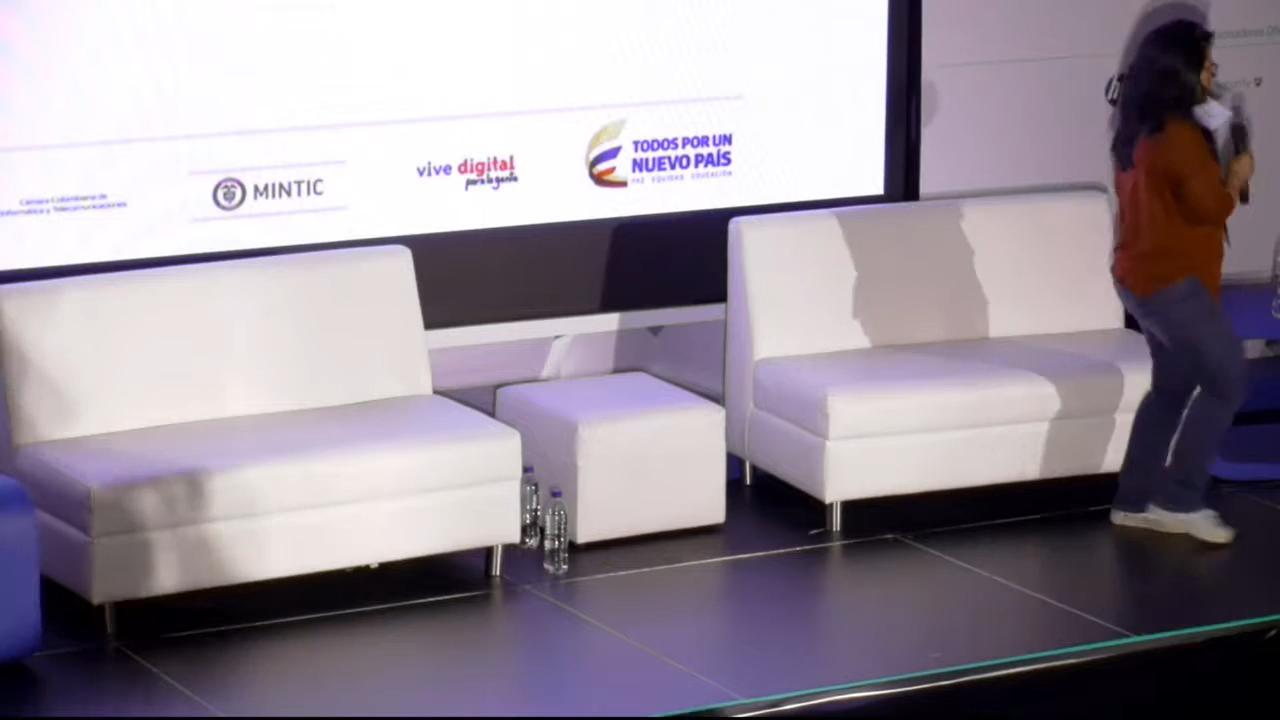 Cámara Colombiana de
Informática y Telecomunicaciones
MINTIC
vive digital
para la gente
TODOS POR UN
NUEVO PAÍS
PAZ EQUIDAD EDUCACIÓN
hp